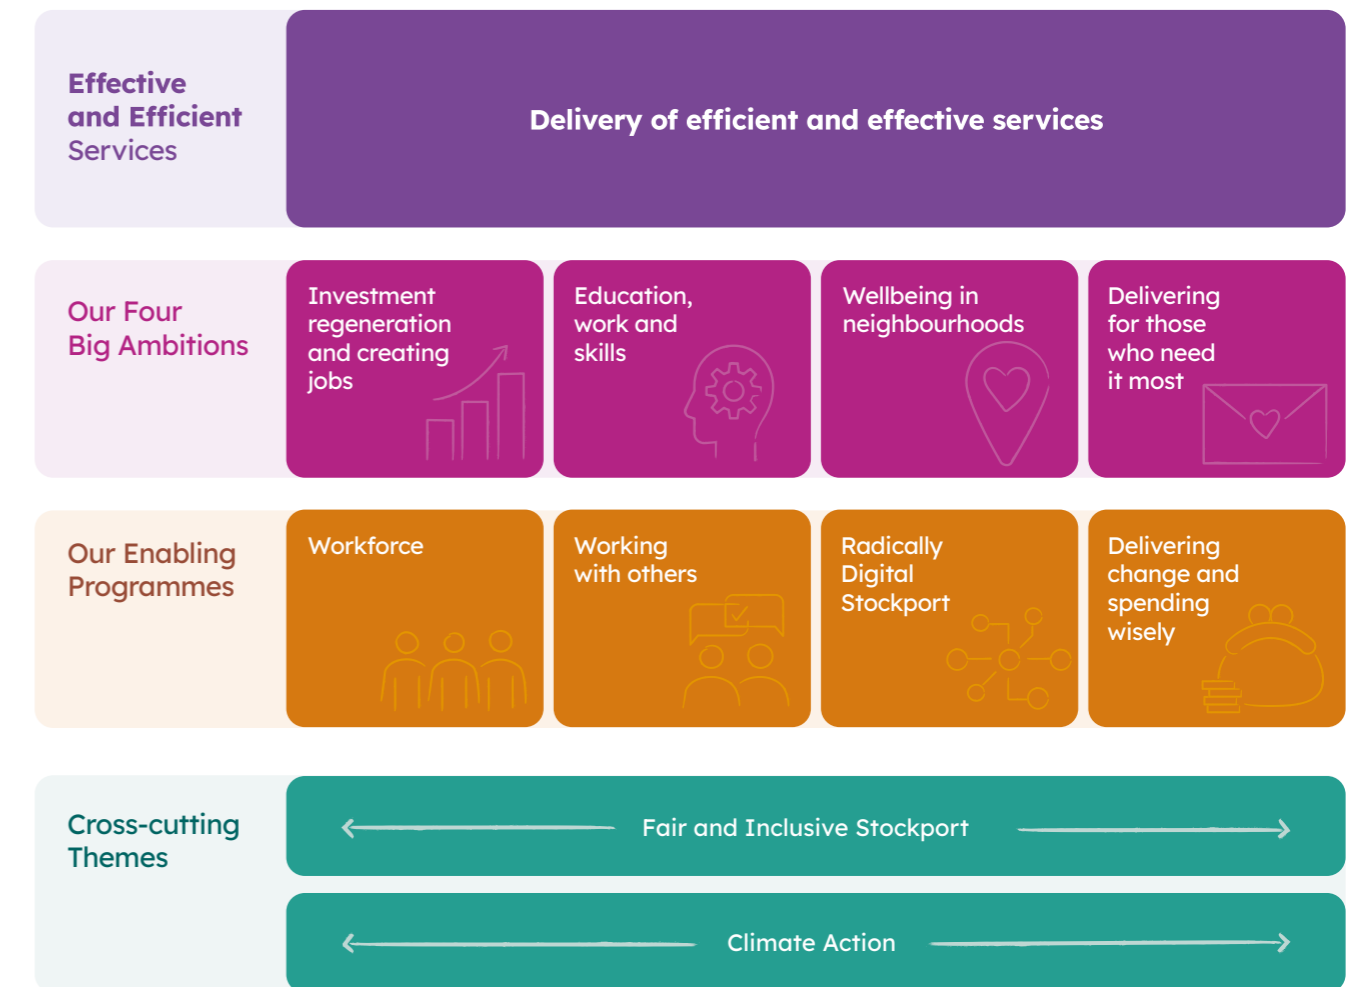 Effective
and Efficient
Services
Delivery of efficient and effective services
Our Four
Big Ambitions
Investment
regeneration
and creating
jobs
Education,
work and
skills
Wellbeing in
neighbourhoods
Delivering
for those
who need
it most
Our Enabling
Programmes
Workforce
Working
with others
Radically
Digital
Stockport
Delivering
change and
spending
wisely
Cross-cutting
Themes
Fair and Inclusive Stockport
Climate Action